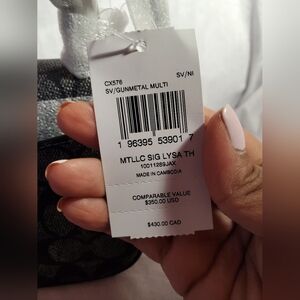 CX576 SV/NI
SV/GUNMETAL MULTI
1 96395 53901 7
MTLLC SIG LYSA TH
10011289JAX
MADE IN CAMBODIA
COMPARABLE VALUE
$350.00 USD
$430.00 CAD